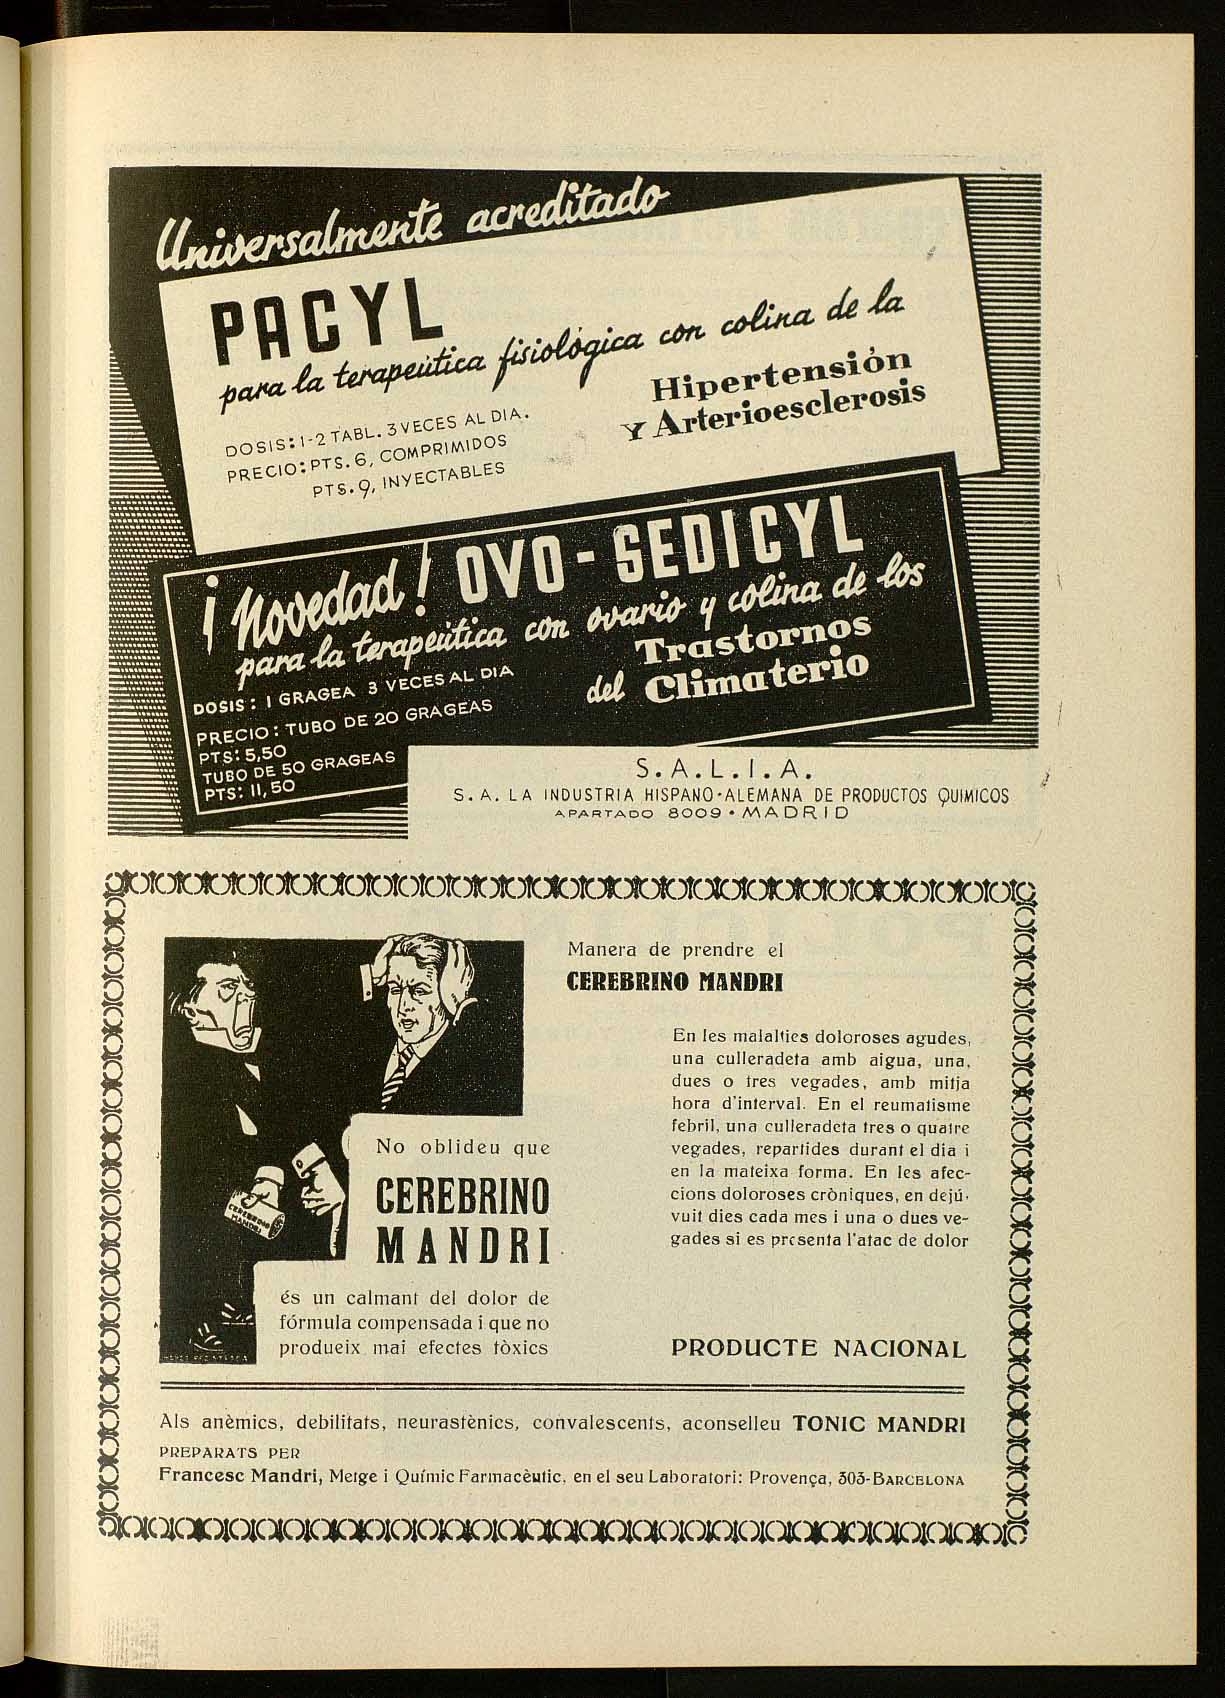 Universalmente acreditado
PACYL
para la terapeútica fisiológica con colina de la
Hipertensión
y Arterioesclerosis
DOSIS: 1-2 TABL. 3 VECES AL DIA.
PRECIO: PTS. 6, COMPRIMIDOS
PTS. 9, INYECTABLES
¡Novedad! OVO-SEDICYL
para la terapeútica con ovario y colina de los
Trastornos
del Climaterio
DOSIS: 1 GRAGEA 3 VECES AL DIA
PRECIO: TUBO DE 20 GRAGEAS
PTS: 5,50
TUBO DE 50 GRAGEAS
PTS: 11,50
S.A.L.I.A.
S. A. LA INDUSTRIA HISPANO-ALEMANA DE PRODUCTOS QUIMICOS
APARTADO 8009 • MADRID
CEREBRINO
MANDRI
No oblideu que
CEREBRINO
MANDRI
és un calmant del dolor de
fórmula compensada i que no
produeix mai efectes tòxics
Manera de prendre el
CEREBRINO MANDRI
En les malalties doloroses agudes,
una culleradeta amb aigua, una,
dues o tres vegades, amb mitja
hora d'interval. En el reumatisme
febril, una culleradeta tres o quatre
vegades, repartides durant el dia i
en la mateixa forma. En les afec-
cions doloroses cròniques, en dejú,
vuit dies cada mes i una o dues ve-
gades si es presenta l'atac de dolor
PRODUCTE NACIONAL
Als anèmics, debilitats, neurastènics, convalescents, aconselleu TONIC MANDRI
PREPARATS PER
Francesc Mandri, Metge i Químic Farmacèutic, en el seu Laboratori: Provença, 303-BARCELONA